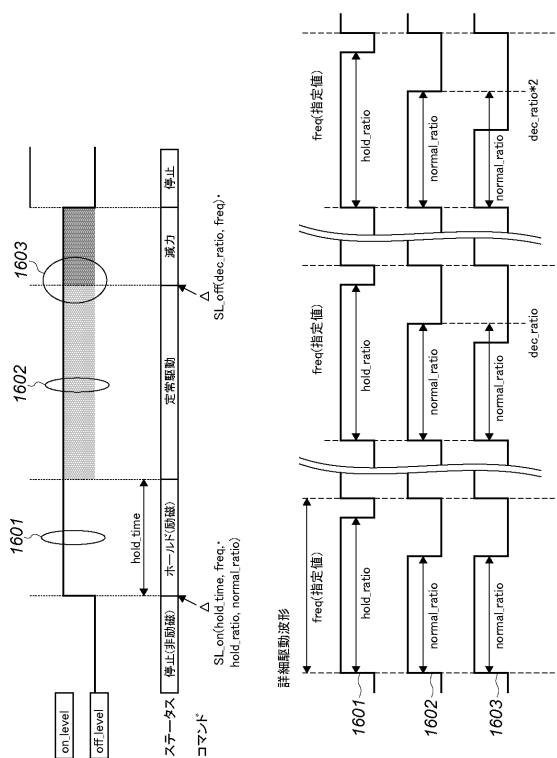 1601
1602
1603
on_level
off_level
hold_time
ステータス
停止(非励磁)
ホールド(励磁)
定常駆動
減力
停止
コマンド
SL_on(hold_time, freq,・
hold_ratio, normal_ratio)
SL_off(dec_ratio, freq)・
詳細駆動波形
freq(指定値)
freq(指定値)
freq(指定値)
1601
hold_ratio
hold_ratio
hold_ratio
1602
normal_ratio
normal_ratio
normal_ratio
1603
normal_ratio
normal_ratio
normal_ratio
dec_ratio
dec_ratio*2